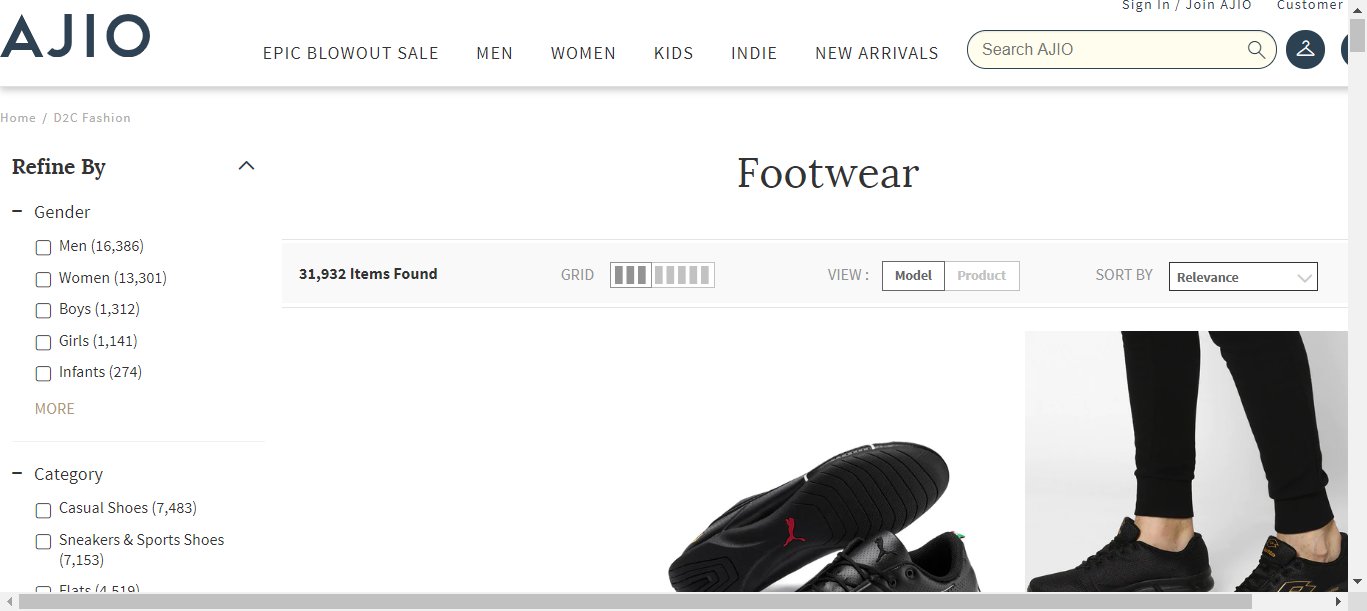 Sign In / Join AJIO Customer
AJIO
EPIC BLOWOUT SALE MEN WOMEN KIDS INDIE NEW ARRIVALS Search AJIO
Home / D2C Fashion
Refine By
Footwear
Gender
Men (16,386)
Women (13,301)
Boys (1,312)
Girls (1,141)
Infants (274)
MORE
31,932 Items Found GRID VIEW : Model Product SORT BY Relevance
Category
Casual Shoes (7,483)
Sneakers & Sports Shoes
(7,153)
Flats (4,519)